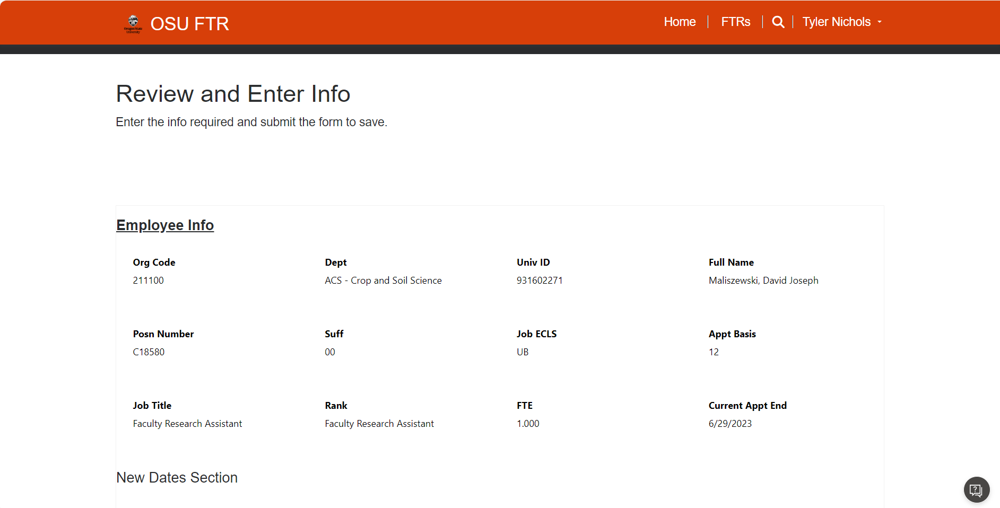 Oregon State
University
OSU FTR
Home
FTRs
Tyler Nichols
Review and Enter Info
Enter the info required and submit the form to save.
Employee Info
Org Code
Dept
Univ ID
Full Name
211100
ACS - Crop and Soil Science
931602271
Maliszewski, David Joseph
Posn Number
Suff
Job ECLS
Appt Basis
C18580
00
UB
12
Job Title
Rank
FTE
Current Appt End
Faculty Research Assistant
Faculty Research Assistant
1.000
6/29/2023
New Dates Section
?